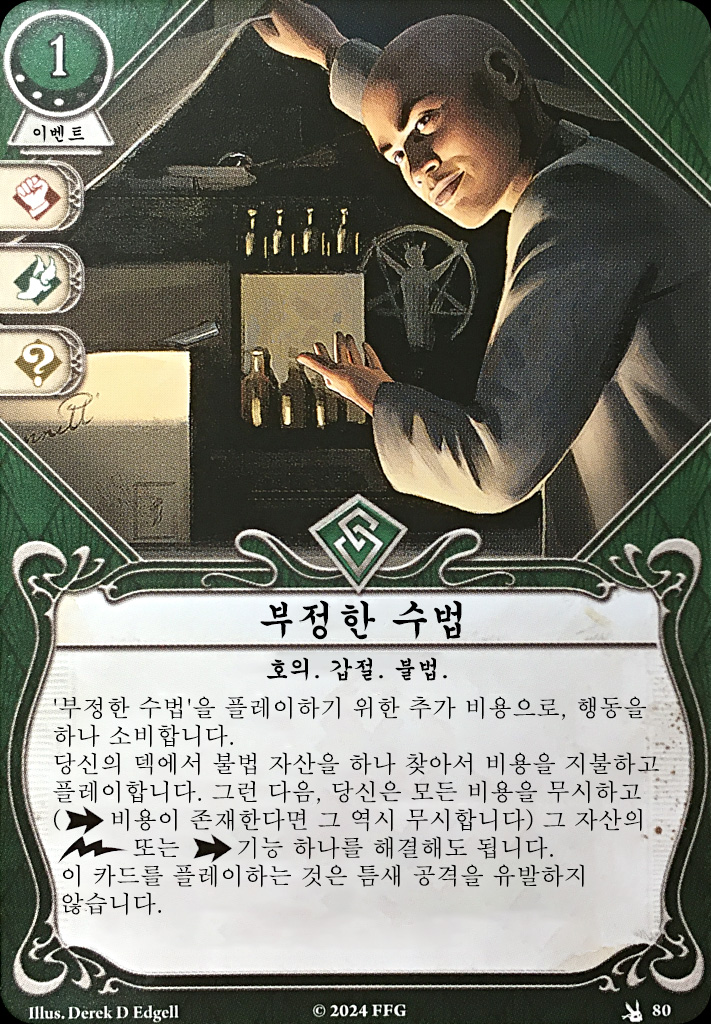 1
이벤트
부정한 수법
호의. 갑절. 불법.
'부정한 수법'을 플레이하기 위한 추가 비용으로, 행동을
하나 소비합니다.
당신의 덱에서 불법 자산을 하나 찾아서 비용을 지불하고
플레이합니다. 그런 다음, 당신은 모든 비용을 무시하고
( 비용이 존재한다면 그 역시 무시합니다) 그 자산의
또는 기능 하나를 해결해도 됩니다.
이 카드를 플레이하는 것은 틈새 공격을 유발하지
않습니다.
Illus. Derek D Edgell
© 2024 FFG
80